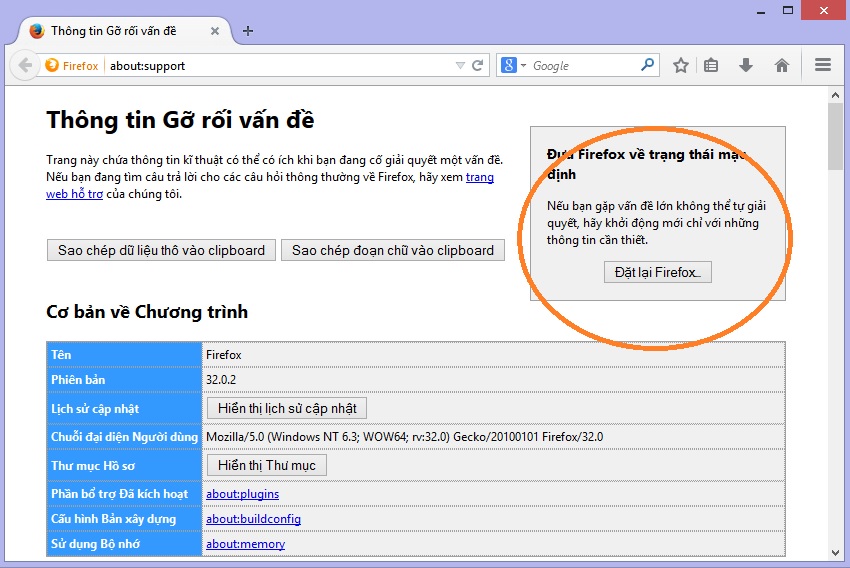 Thông tin Gỡ rối vấn đề
Firefox
about:support
Google
Thông tin Gỡ rối vấn đề
Trang này chứa thông tin kĩ thuật có thể có ích khi bạn đang cố giải quyết một vấn đề.
Nếu bạn đang tìm câu trả lời cho các câu hỏi thông thường về Firefox, hãy xem trang
web hỗ trợ của chúng tôi.
Sao chép dữ liệu thô vào clipboard
Sao chép đoạn chữ vào clipboard
Đưa Firefox về trạng thái mặc
định
Nếu bạn gặp vấn đề lớn không thể tự giải
quyết, hãy khởi động mới chỉ với những
thông tin cần thiết.
Đặt lại Firefox...
Cơ bản về Chương trình
Tên Firefox
Phiên bản 32.0.2
Lịch sử cập nhật Hiển thị lịch sử cập nhật
Chuỗi đại diện Người dùng Mozilla/5.0 (Windows NT 6.3; WOW64; rv:32.0) Gecko/20100101 Firefox/32.0
Thư mục Hồ sơ Hiển thị Thư mục
Phần bổ trợ Đã kích hoạt about:plugins
Cấu hình Bản xây dựng about:buildconfig
Sử dụng Bộ nhớ about:memory